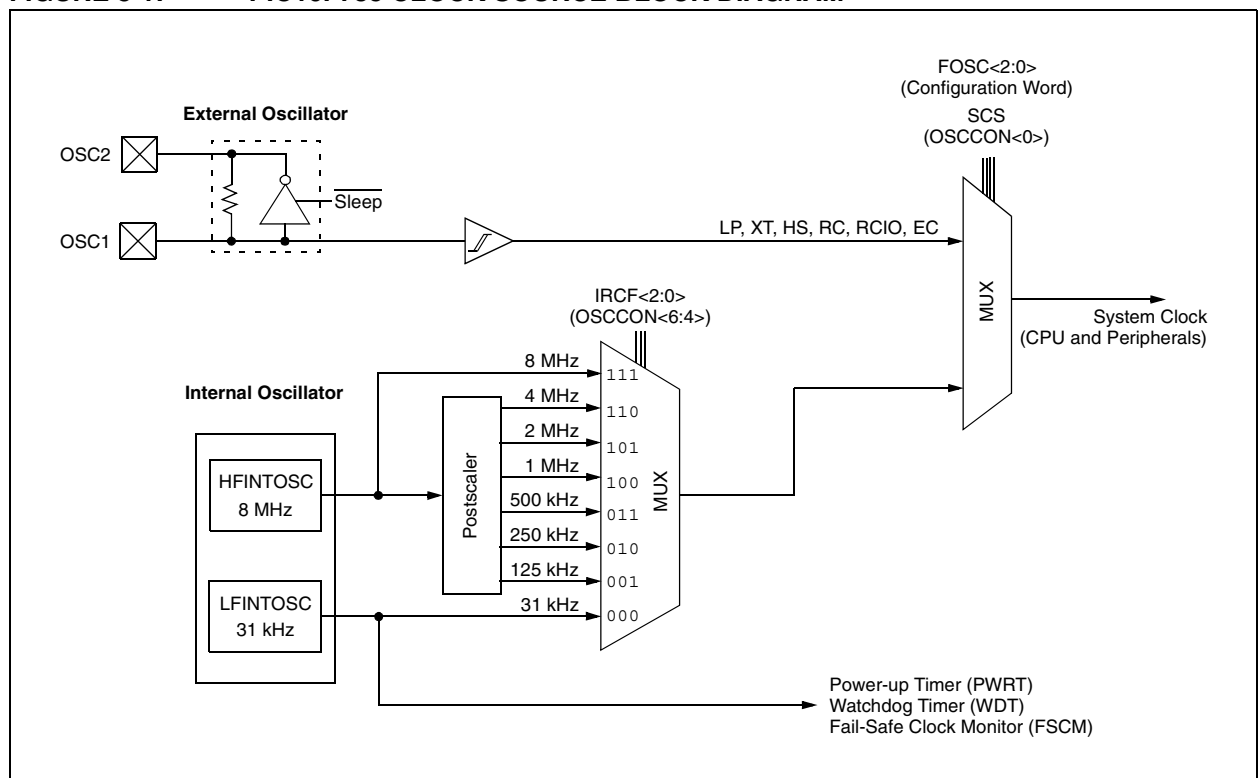 FOSC<2:0>
(Configuration Word)
SCS
(OSCCON<0>)
External Oscillator
OSC2
Sleep
OSC1
LP, XT, HS, RC, RCIO, EC
MUX
System Clock
(CPU and Peripherals)
IRCF<2:0>
(OSCCON<6:4>)
Internal Oscillator
HFINTOSC
8 MHz
LFINTOSC
31 kHz
Postscaler
8 MHz
4 MHz
2 MHz
1 MHz
500 kHz
250 kHz
125 kHz
31 kHz
111
110
101
100
011
010
001
000
MUX
Power-up Timer (PWRT)
Watchdog Timer (WDT)
Fail-Safe Clock Monitor (FSCM)